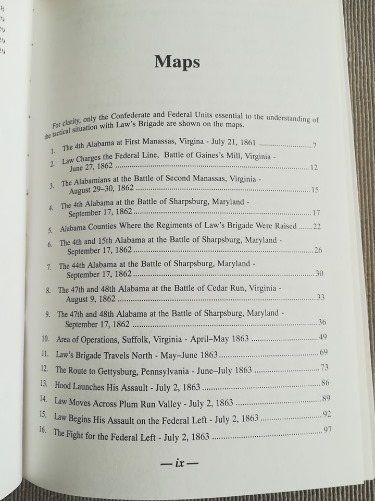 Maps
For clarity, only the Confederate and Federal Units essential to the understanding of
the tactical situation with Law's Brigade are shown on the maps.
1. The 4th Alabama at First Manassas, Virgina - July 21, 1861 ........ 7
2. Law Charges the Federal Line, Battle of Gaines's Mill, Virginia -
June 27, 1862 ........ 12
3. The Alabamians at the Battle of Second Manassas, Virginia -
August 29-30, 1862 ........ 15
4. The 4th Alabama at the Battle of Sharpsburg, Maryland -
September 17, 1862 ........ 17
5. Alabama Counties Where the Regiments of Law's Brigade Were Raised ...... 22
6. The 4th and 15th Alabama at the Battle of Sharpsburg, Maryland -
September 17, 1862 ........ 26
7. The 44th Alabama at the Battle of Sharpsburg, Maryland -
September 17, 1862 ........ 30
8. The 47th and 48th Alabama at the Battle of Cedar Run, Virginia -
August 9, 1862 ........ 33
9. The 47th and 48th Alabama at the Battle of Sharpsburg, Maryland -
September 17, 1862 ........ 36
10. Area of Operations, Suffolk, Virginia - April–May 1863 ........ 49
11. Law's Brigade Travels North - May–June 1863 ........ 69
12. The Route to Gettysburg, Pennsylvania - June–July 1863 ........ 73
13. Hood Launches His Assault - July 2, 1863 ........ 86
14. Law Moves Across Plum Run Valley - July 2, 1863 ........ 89
15. Law Begins His Assault on the Federal Left - July 2, 1863 ........ 92
16. The Fight for the Federal Left - July 2, 1863 ........ 97
— ix —